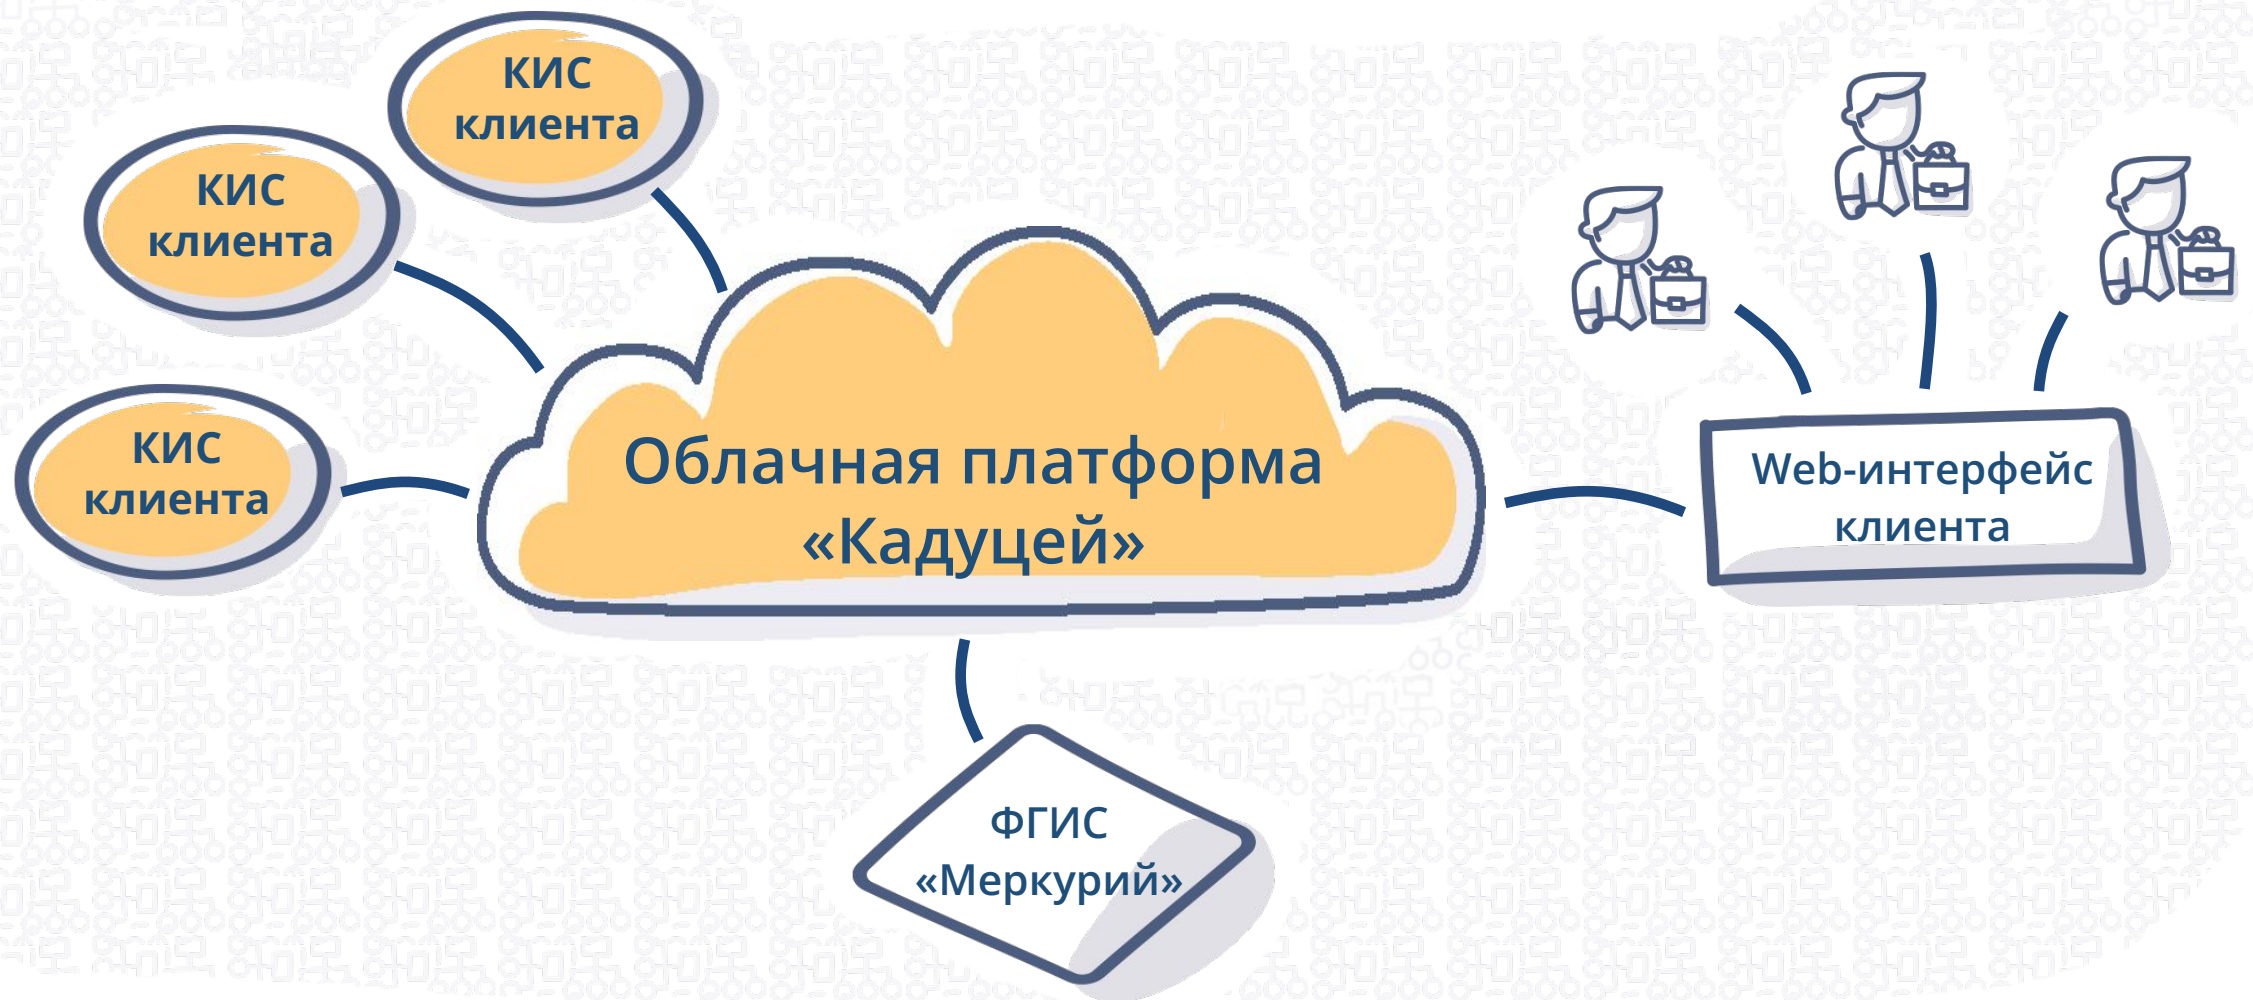 КИС
клиента
КИС
клиента
КИС
клиента
Облачная платформа
«Кадуцей»
Web-интерфейс
клиента
ФГИС
«Меркурий»